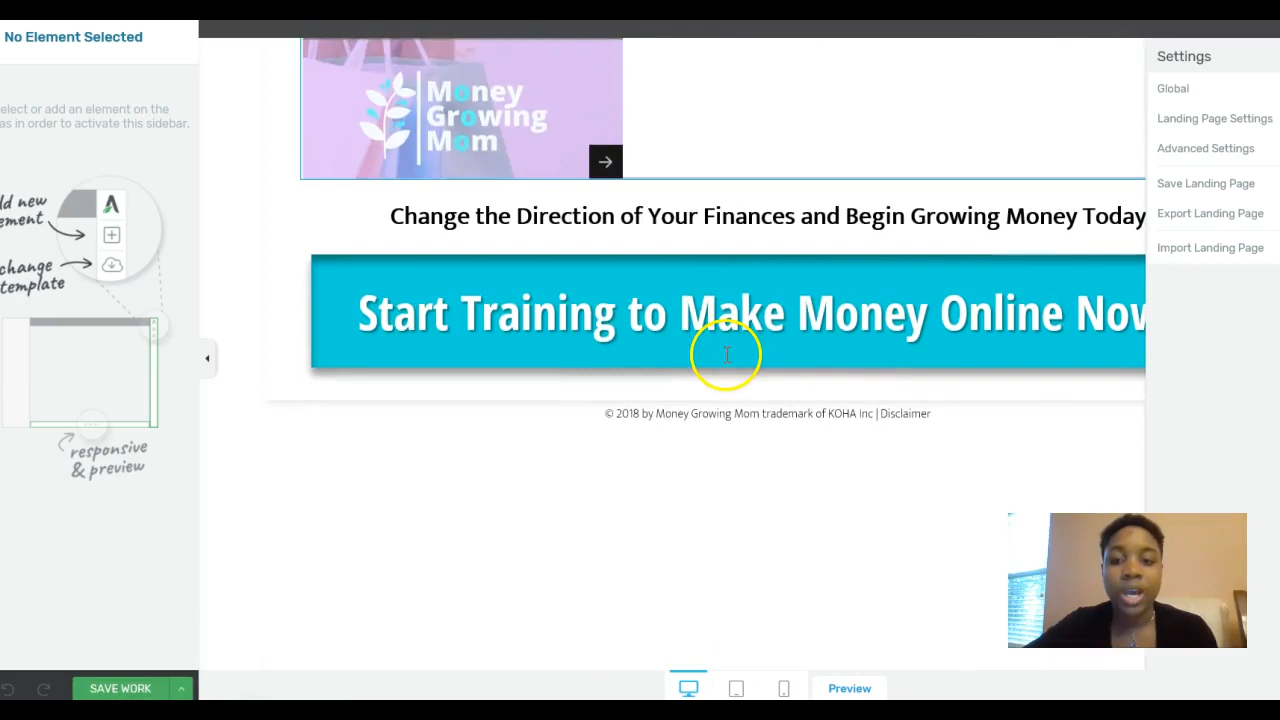 No Element Selected
elect or add an element on the
as in order to activate this sidebar.
ld new
ement
change
template
responsive
& preview
SAVE WORK
Money
Growing
Mom
Change the Direction of Your Finances and Begin Growing Money Today
Start Training to Make Money Online Now
© 2018 by Money Growing Mom trademark of KOHA Inc | Disclaimer
Preview
Settings
Global
Landing Page Settings
Advanced Settings
Save Landing Page
Export Landing Page
Import Landing Page